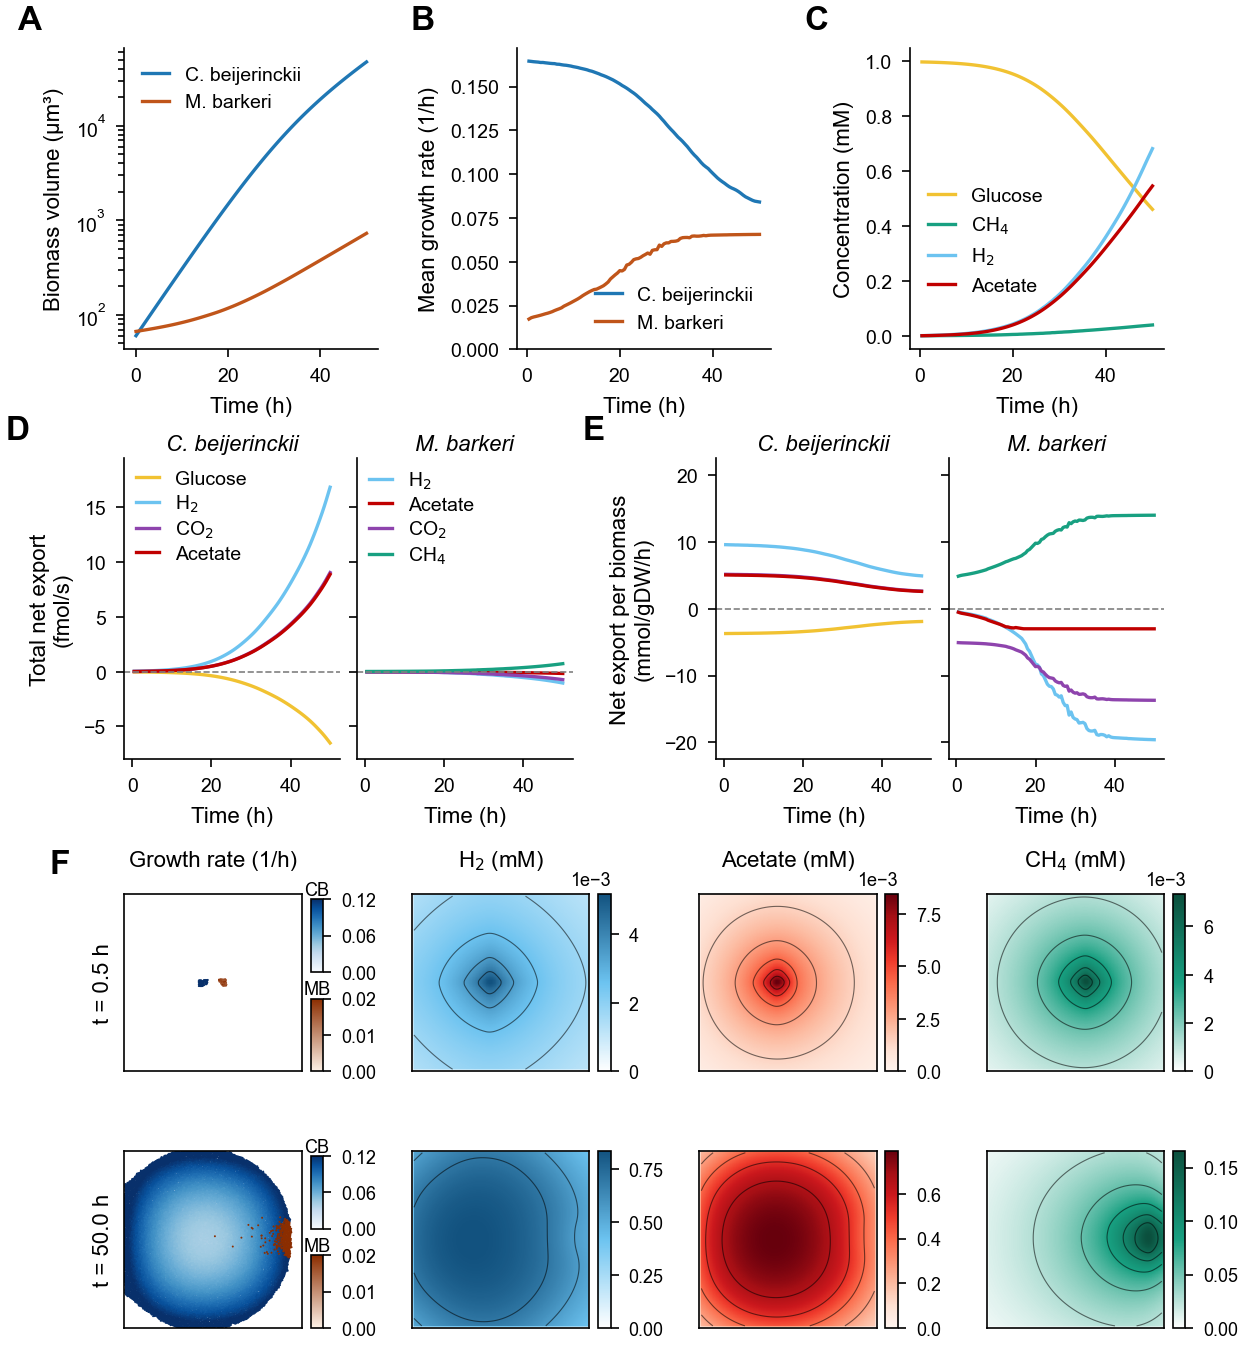 A
B
C
Biomass volume (μm³)
10⁴
10³
10²
C. beijerinckii
M. barkeri
0
20
40
Time (h)
Mean growth rate (1/h)
0.150
0.125
0.100
0.075
0.050
0.025
0.000
C. beijerinckii
M. barkeri
0
20
40
Time (h)
Concentration (mM)
1.0
0.8
0.6
0.4
0.2
0.0
Glucose
CH₄
H₂
Acetate
0
20
40
Time (h)
D
Total net export
(fmol/s)
C. beijerinckii
15
10
5
0
−5
Glucose
H₂
CO₂
Acetate
0
20
40
Time (h)
M. barkeri
H₂
Acetate
CO₂
CH₄
0
20
40
Time (h)
E
Net export per biomass
(mmol/gDW/h)
C. beijerinckii
20
10
0
−10
−20
0
20
40
Time (h)
M. barkeri
0
20
40
Time (h)
F
Growth rate (1/h)
H₂ (mM)
Acetate (mM)
CH₄ (mM)
t = 0.5 h
CB
0.12
0.06
0.00
MB
0.02
0.01
0.00
1e−3
4
2
0
1e−3
7.5
5.0
2.5
0.0
1e−3
6
4
2
0
t = 50.0 h
CB
0.12
0.06
0.00
MB
0.02
0.01
0.00
0.75
0.50
0.25
0.00
0.6
0.4
0.2
0.0
0.15
0.10
0.05
0.00